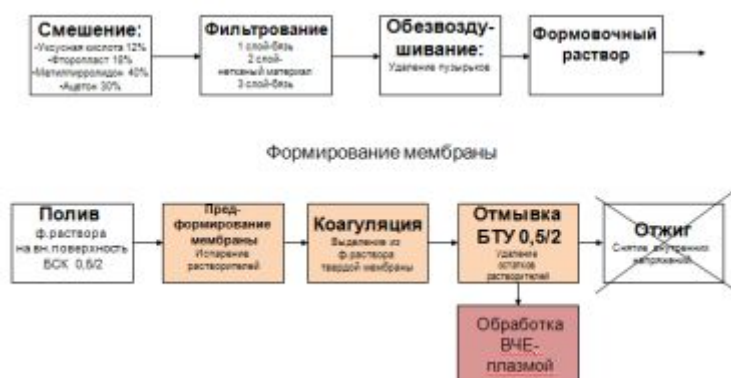 Смешение:
•Уксусная кислота 12%
•Фторопласт 18%
•Метилпирролидон 40%
•Ацетон 30%
Фильтрование
1 слой-бязь
2 слой-
нетканый материал
3 слой-бязь
Обезвозду-
шивание:
Удаление пузырьков
Формовочный
раствор
Формирование мембраны
Полив
ф.раствора
на вн.поверхность
БСК 0,5/2
Пред-
формирование
мембраны
Испарение
растворителей
Коагуляция
Выделение из
ф.раствора
твердой мембраны
Отмывка
БТУ 0,5/2
Удаление
остатков
растворителей
Отжиг
Снятие внутренних
напряжений
Обработка
ВЧЕ-
плазмой